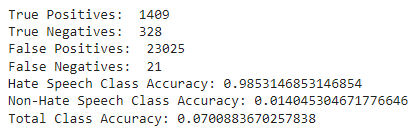 True Positives:  1409
True Negatives:  328
False Positives:  23025
False Negatives:  21
Hate Speech Class Accuracy: 0.9853146853146854
Non-Hate Speech Class Accuracy: 0.014045304671776646
Total Class Accuracy: 0.0700883670257838